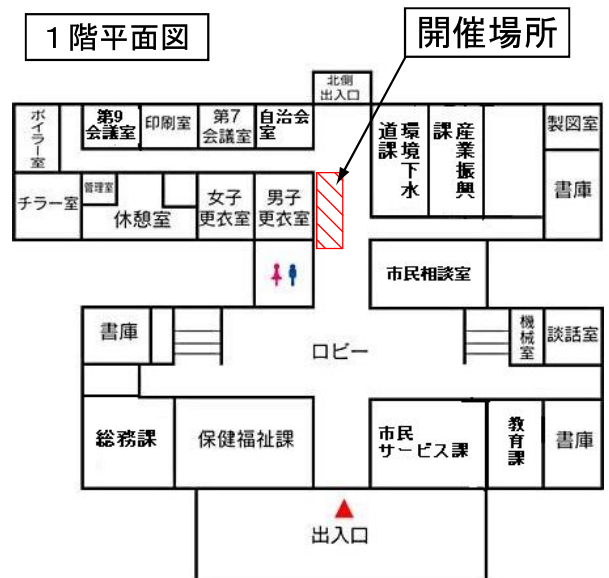 1階平面図
開催場所
北側
出入口
ボイラー室
第9
会議室
印刷室
第7
会議室
自治会
室
環境下水
道課
産業振興
課
製図室
書庫
チラー室
管理室
休憩室
女子
更衣室
男子
更衣室
市民相談室
書庫
ロビー
機械室
談話室
総務課
保健福祉課
市民
サービス課
教育課
書庫
出入口